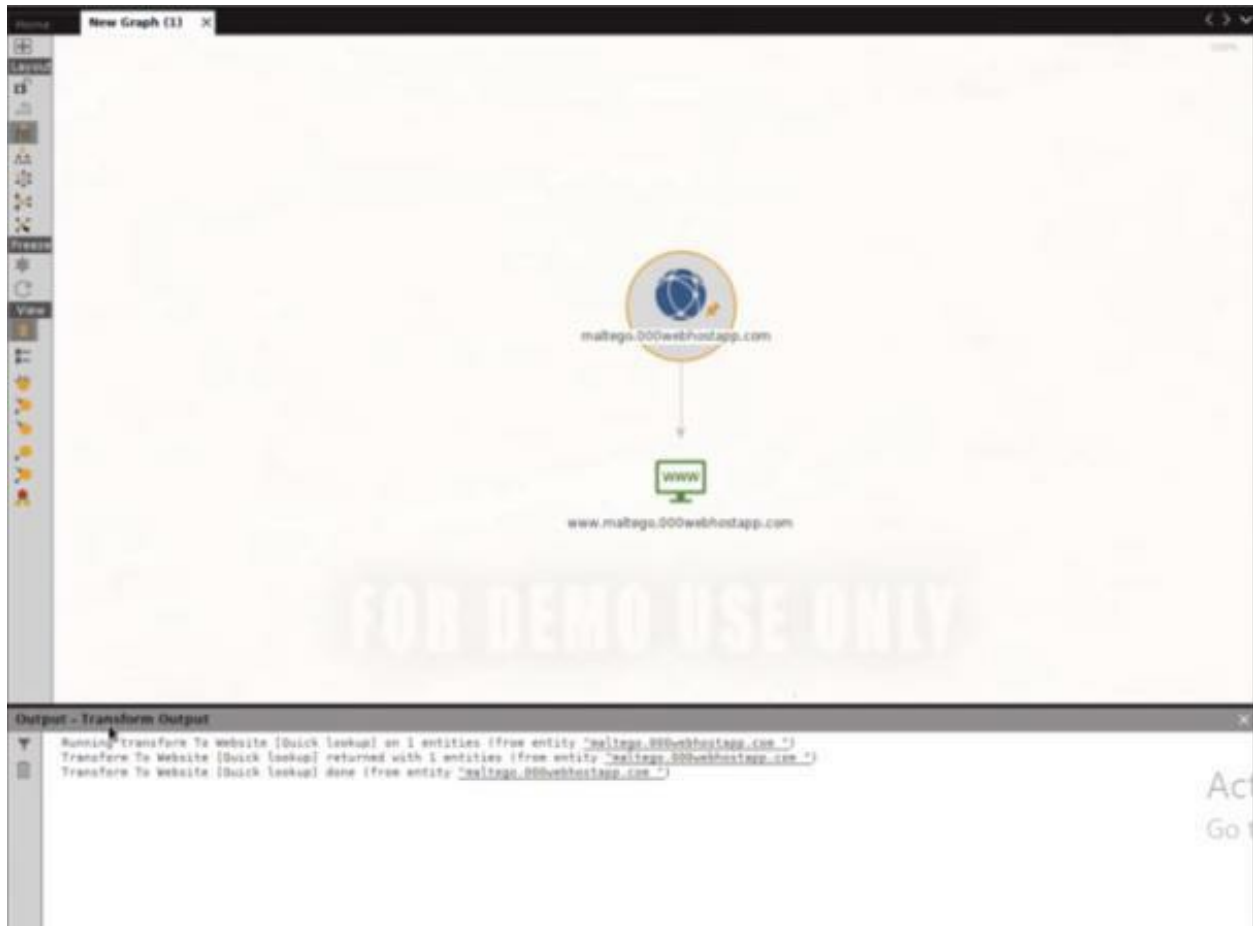 Home
New Graph (1)
Layout
Freeze
View
maltego.000webhostapp.com
www
www.maltego.000webhostapp.com
FOR DEMO USE ONLY
Output - Transform Output
Running transform To Website [Quick lookup] on 1 entities (from entity "maltego.000webhostapp.com ")
Transform To Website [Quick lookup] returned with 1 entities (from entity "maltego.000webhostapp.com ")
Transform To Website [Quick lookup] done (from entity "maltego.000webhostapp.com ")
Act
Go t